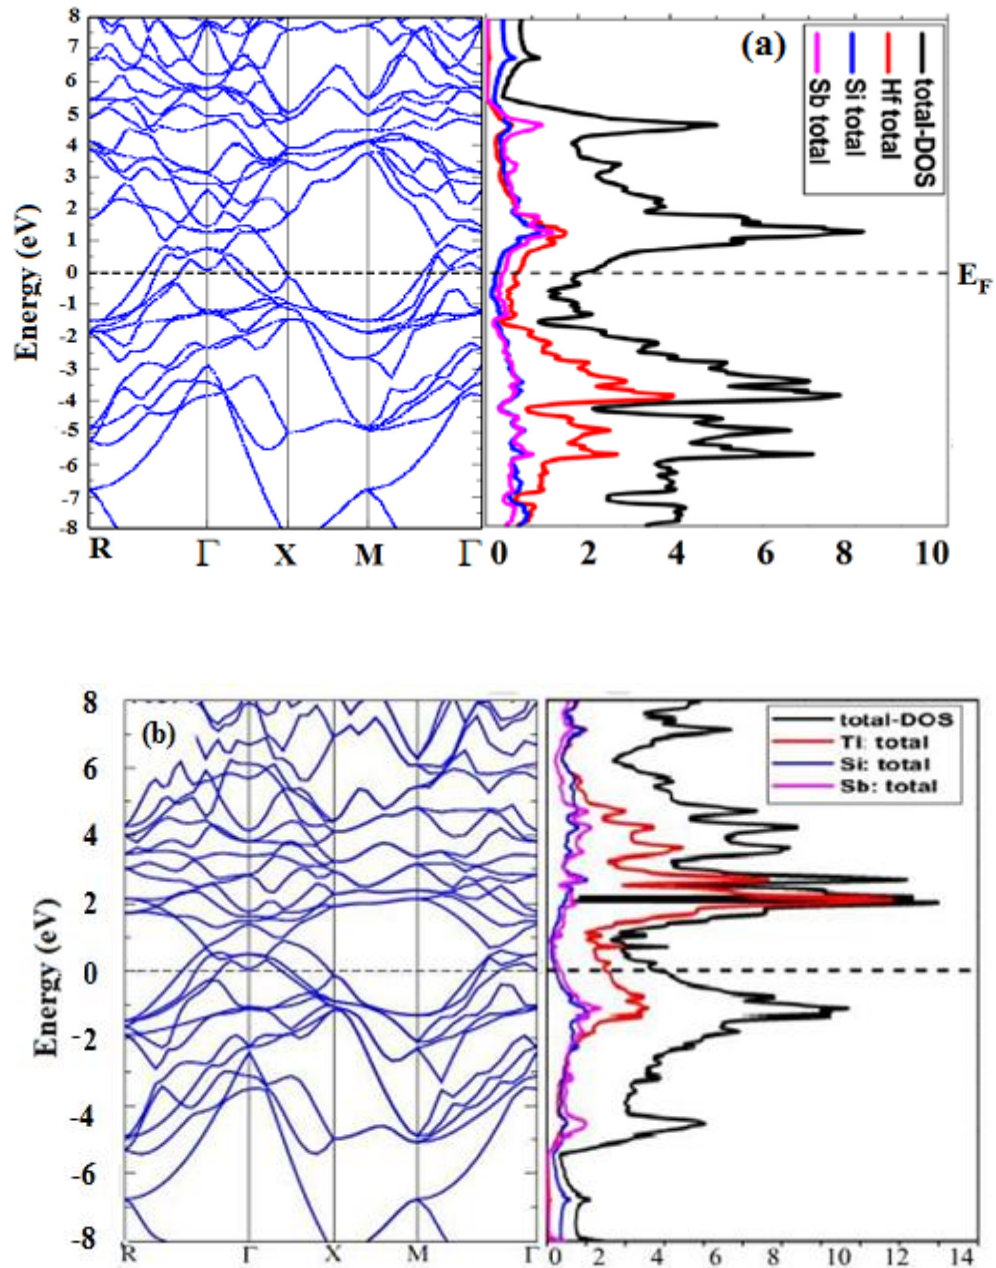 8
7
6
5
4
3
2
1
0
-1
-2
-3
-4
-5
-6
-7
-8
Energy (eV)
R Γ X M Γ
(a)
total-DOS
Hf total
Si total
Sb total
E_F
0 2 4 6 8 10
8
6
4
2
0
-2
-4
-6
-8
Energy (eV)
(b)
R Γ X M Γ
total-DOS
Ti: total
Si: total
Sb: total
0 2 4 6 8 10 12 14